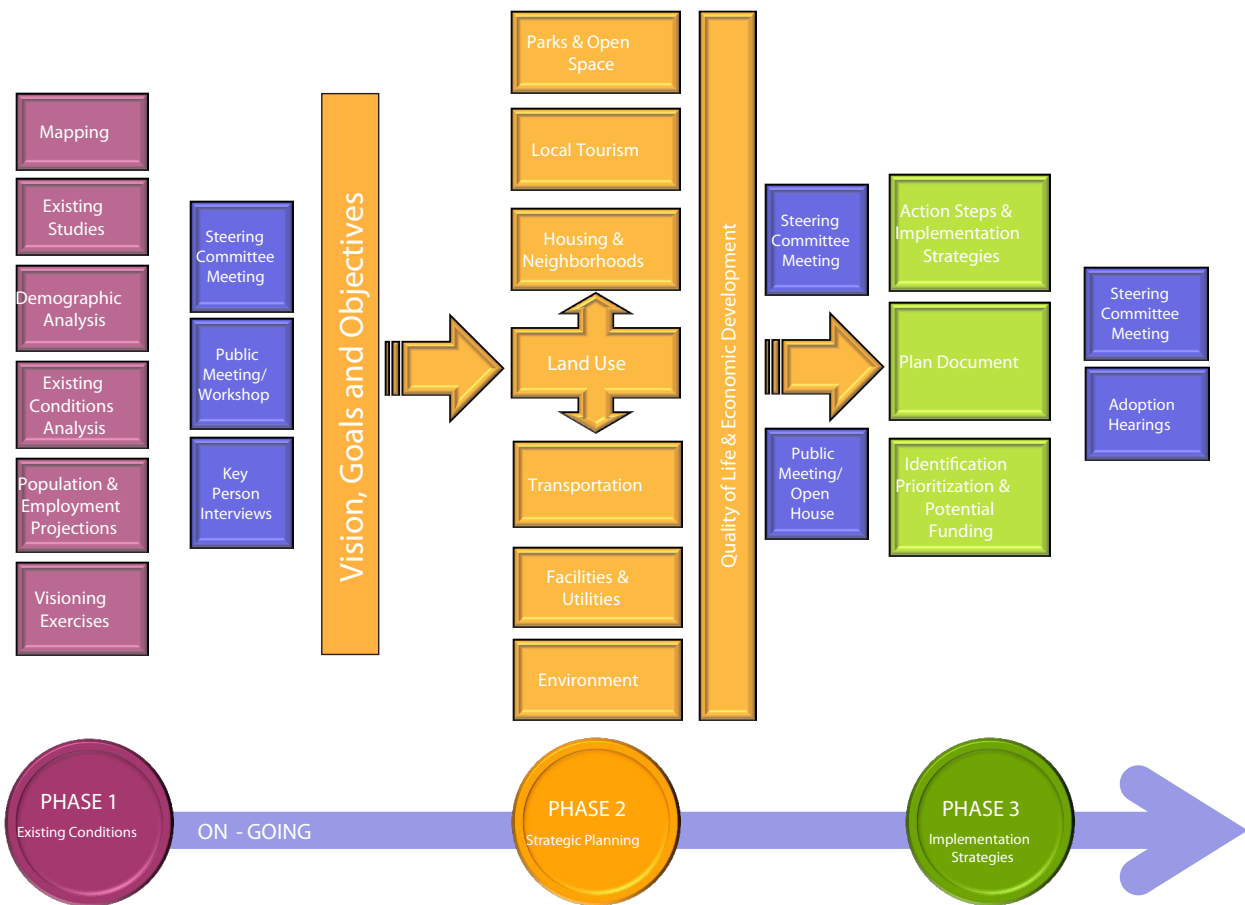 Mapping
Existing
Studies
Demographic
Analysis
Existing
Conditions
Analysis
Population &
Employment
Projections
Visioning
Exercises
Steering
Committee
Meeting
Public
Meeting/
Workshop
Key
Person
Interviews
Vision, Goals and Objectives
Parks & Open
Space
Local Tourism
Housing &
Neighborhoods
Land Use
Transportation
Facilities &
Utilities
Environment
Quality of Life & Economic Development
Steering
Committee
Meeting
Public
Meeting/
Open
House
Action Steps &
Implementation
Strategies
Plan Document
Identification
Prioritization &
Potential
Funding
Steering
Committee
Meeting
Adoption
Hearings
PHASE 1
Existing Conditions
ON - GOING
PHASE 2
Strategic Planning
PHASE 3
Implementation
Strategies